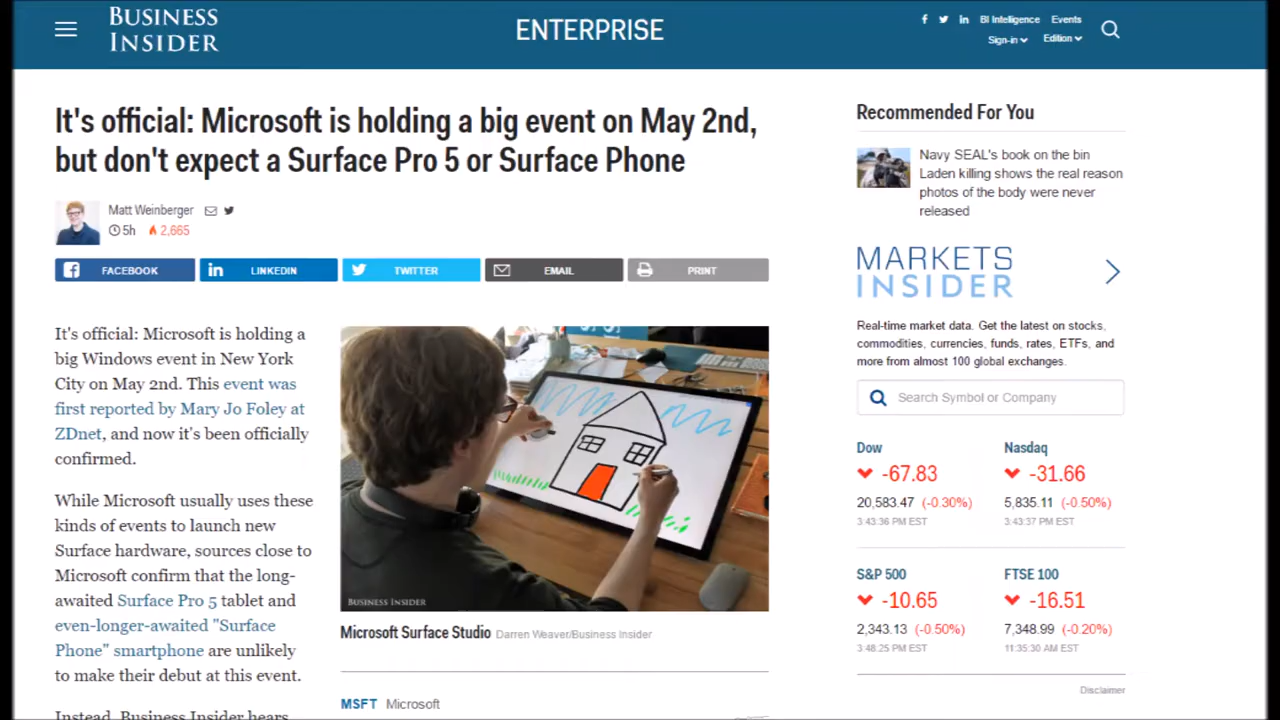 BUSINESS
INSIDER
ENTERPRISE
BI Intelligence Events
Sign-in Edition
It's official: Microsoft is holding a big event on May 2nd,
but don't expect a Surface Pro 5 or Surface Phone
Matt Weinberger
5h 2,665
FACEBOOK
LINKEDIN
TWITTER
EMAIL
PRINT
It's official: Microsoft is holding a
big Windows event in New York
City on May 2nd. This event was
first reported by Mary Jo Foley at
ZDnet, and now it's been officially
confirmed.
While Microsoft usually uses these
kinds of events to launch new
Surface hardware, sources close to
Microsoft confirm that the long-
awaited Surface Pro 5 tablet and
even-longer-awaited "Surface
Phone" smartphone are unlikely
to make their debut at this event.
Instead, Business Insider hears
BUSINESS INSIDER
Microsoft Surface Studio Darren Weaver/Business Insider
MSFT Microsoft
Recommended For You
Navy SEAL's book on the bin
Laden killing shows the real reason
photos of the body were never
released
MARKETS
INSIDER
Real-time market data. Get the latest on stocks,
commodities, currencies, funds, rates, ETFs, and
more from almost 100 global exchanges.
Search Symbol or Company
Dow Nasdaq
-67.83 -31.66
20,583.47 (-0.30%) 5,835.11 (-0.50%)
3:43:36 PM EST 3:43:37 PM EST
S&P 500 FTSE 100
-10.65 -16.51
2,343.13 (-0.50%) 7,348.99 (-0.20%)
3:48:25 PM EST 11:35:30 AM EST
Disclaimer